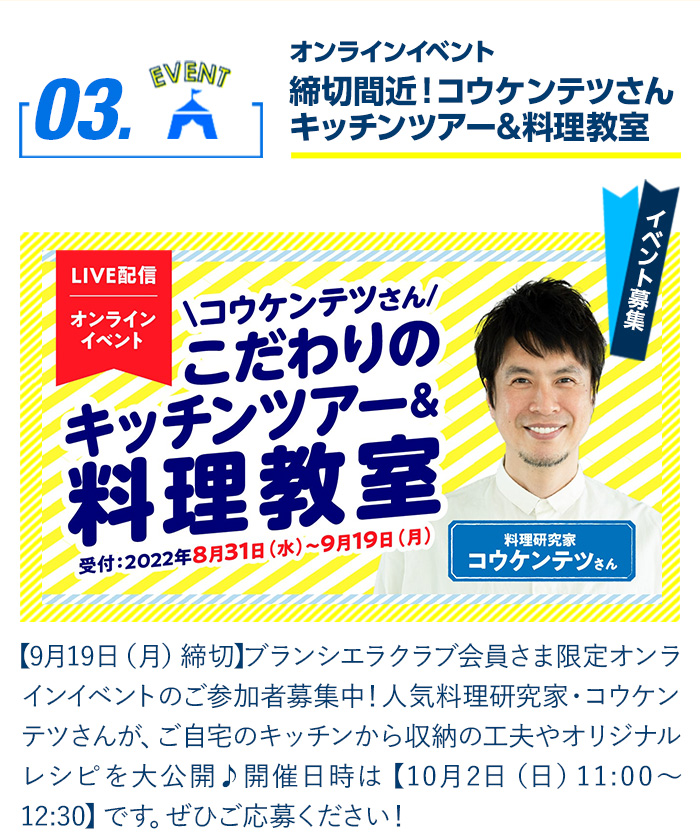 03.
EVENT
オンラインイベント
締切間近！コウケンテツさん
キッチンツアー&料理教室
イベント募集
LIVE配信
オンライン
イベント
\コウケンテツさん/
こだわりの
キッチンツアー&
料理教室
受付：2022年8月31日（水）～9月19日（月）
料理研究家
コウケンテツさん
【9月19日（月）締切】ブランシエラクラブ会員さま限定オンラ
インイベントのご参加者募集中！人気料理研究家・コウケン
テツさんが、ご自宅のキッチンから収納の工夫やオリジナル
レシピを大公開♪開催日時は【10月2日（日）11:00～
12:30】です。ぜひご応募ください！